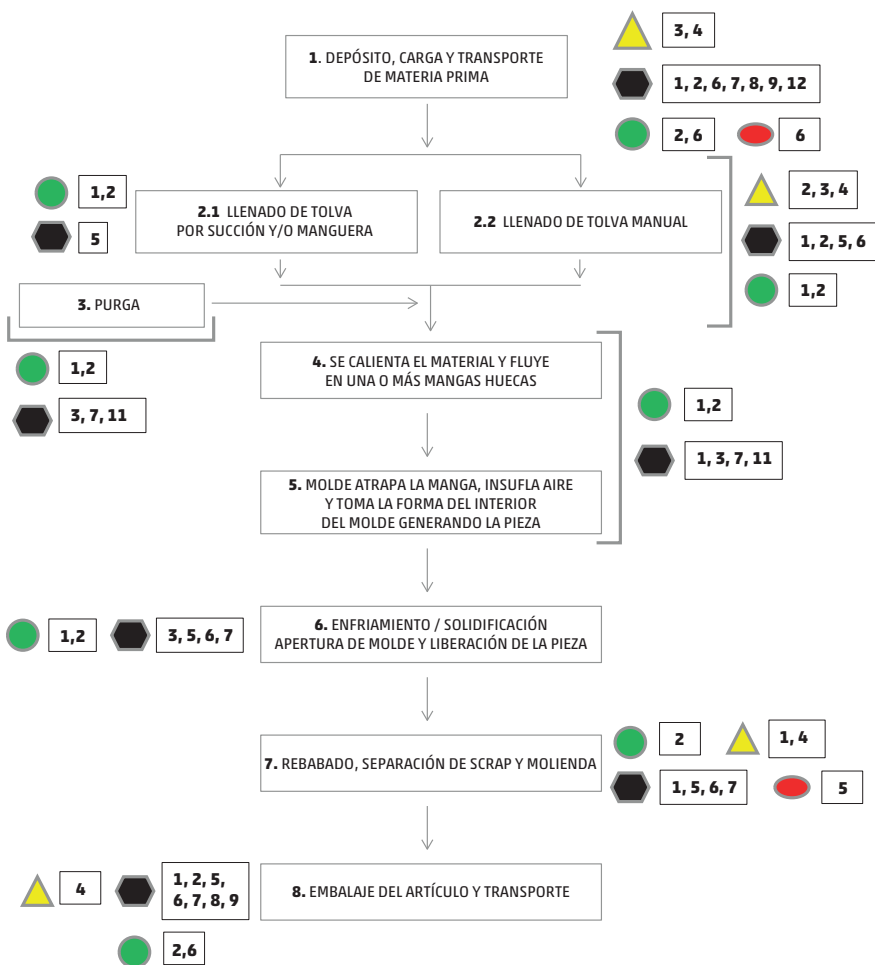 1. DEPÓSITO, CARGA Y TRANSPORTE
DE MATERIA PRIMA
3, 4
1, 2, 6, 7, 8, 9, 12
2, 6
6
1,2
5
2.1 LLENADO DE TOLVA
POR SUCCIÓN Y/O MANGUERA
2.2 LLENADO DE TOLVA MANUAL
2, 3, 4
1, 2, 5, 6
1,2
3. PURGA
1,2
3, 7, 11
4. SE CALIENTA EL MATERIAL Y FLUYE
EN UNA O MÁS MANGAS HUECAS
1,2
1, 3, 7, 11
5. MOLDE ATRAPA LA MANGA, INSUFLA AIRE
Y TOMA LA FORMA DEL INTERIOR
DEL MOLDE GENERANDO LA PIEZA
1,2
3, 5, 6, 7
6. ENFRIAMIENTO / SOLIDIFICACIÓN
APERTURA DE MOLDE Y LIBERACIÓN DE LA PIEZA
7. REBABADO, SEPARACIÓN DE SCRAP Y MOLIENDA
2
1, 4
1, 5, 6, 7
5
4
1, 2, 5,
6, 7, 8, 9
2,6
8. EMBALAJE DEL ARTÍCULO Y TRANSPORTE